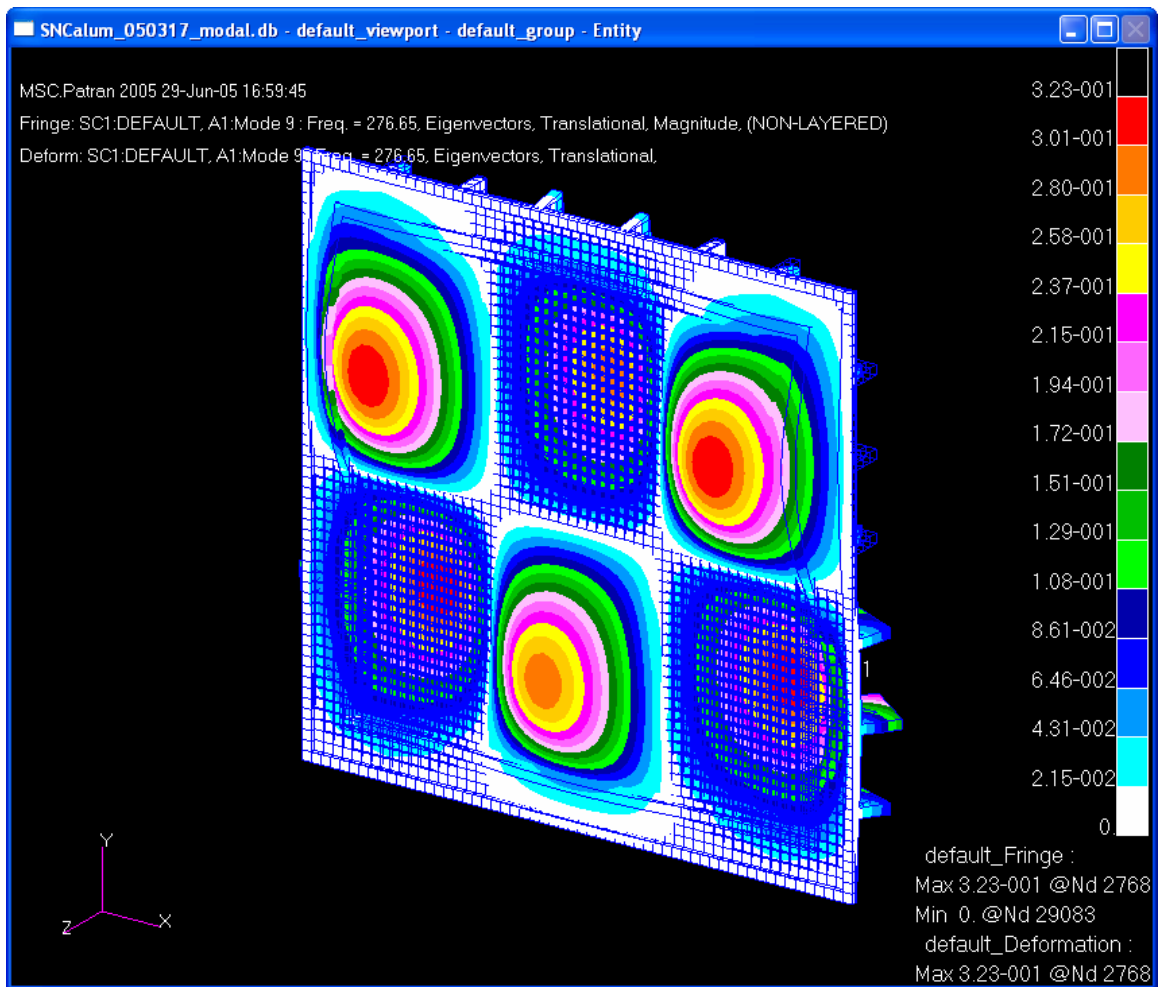 SNCalum_050317_modal.db - default_viewport - default_group - Entity
MSC.Patran 2005 29-Jun-05 16:59:45
Fringe: SC1:DEFAULT, A1:Mode 9 : Freq. = 276.65, Eigenvectors, Translational, Magnitude, (NON-LAYERED)
Deform: SC1:DEFAULT, A1:Mode 9 : Freq. = 276.65, Eigenvectors, Translational,
3.23-001
3.01-001
2.80-001
2.58-001
2.37-001
2.15-001
1.94-001
1.72-001
1.51-001
1.29-001
1.08-001
8.61-002
6.46-002
4.31-002
2.15-002
0.
1
default_Fringe :
Max 3.23-001 @Nd 2768
Min 0. @Nd 29083
default_Deformation :
Max 3.23-001 @Nd 2768
Y
Z
X